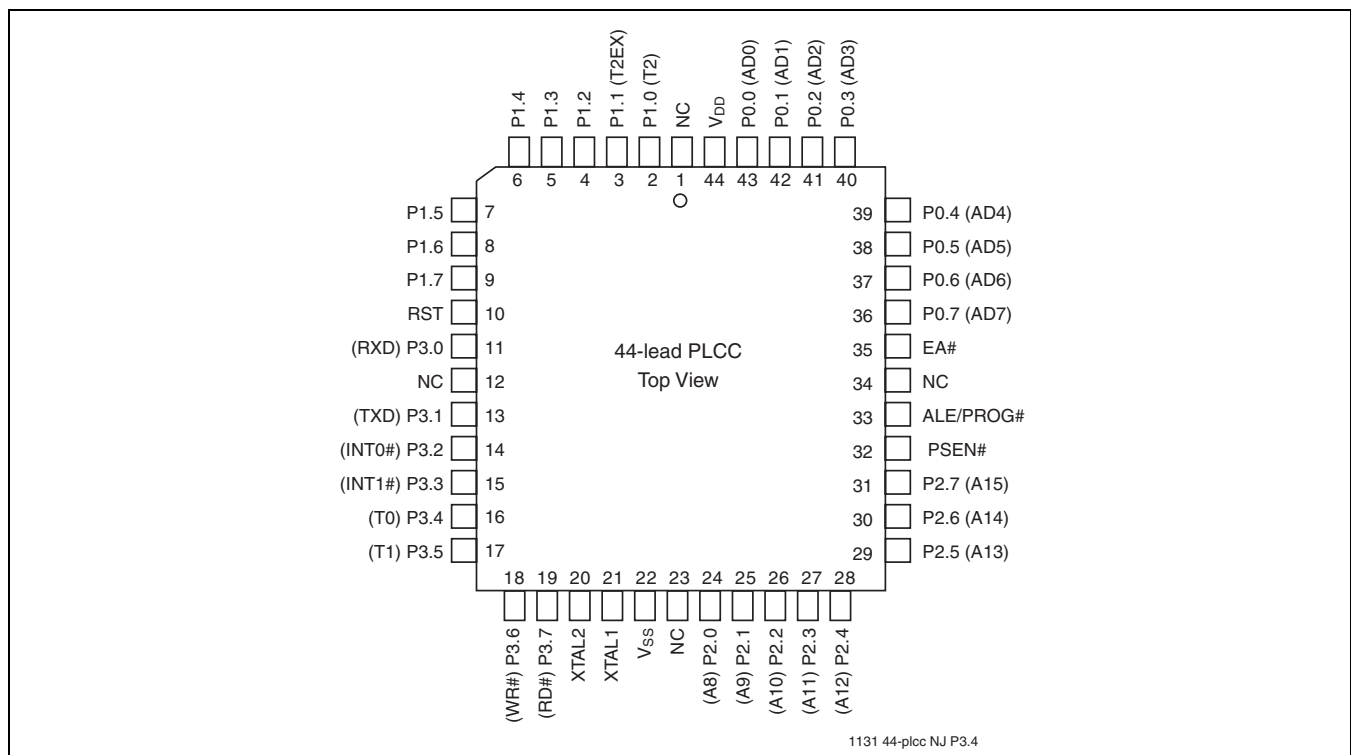 P1.4
P1.3
P1.2
P1.1 (T2EX)
P1.0 (T2)
NC
VDD
P0.0 (AD0)
P0.1 (AD1)
P0.2 (AD2)
P0.3 (AD3)
6 5 4 3 2 1 44 43 42 41 40
P1.5 7
P1.6 8
P1.7 9
RST 10
(RXD) P3.0 11
NC 12
(TXD) P3.1 13
(INT0#) P3.2 14
(INT1#) P3.3 15
(T0) P3.4 16
(T1) P3.5 17
44-lead PLCC
Top View
39 P0.4 (AD4)
38 P0.5 (AD5)
37 P0.6 (AD6)
36 P0.7 (AD7)
35 EA#
34 NC
33 ALE/PROG#
32 PSEN#
31 P2.7 (A15)
30 P2.6 (A14)
29 P2.5 (A13)
18 19 20 21 22 23 24 25 26 27 28
(WR#) P3.6
(RD#) P3.7
XTAL2
XTAL1
VSS
NC
(A8) P2.0
(A9) P2.1
(A10) P2.2
(A11) P2.3
(A12) P2.4
1131 44-plcc NJ P3.4